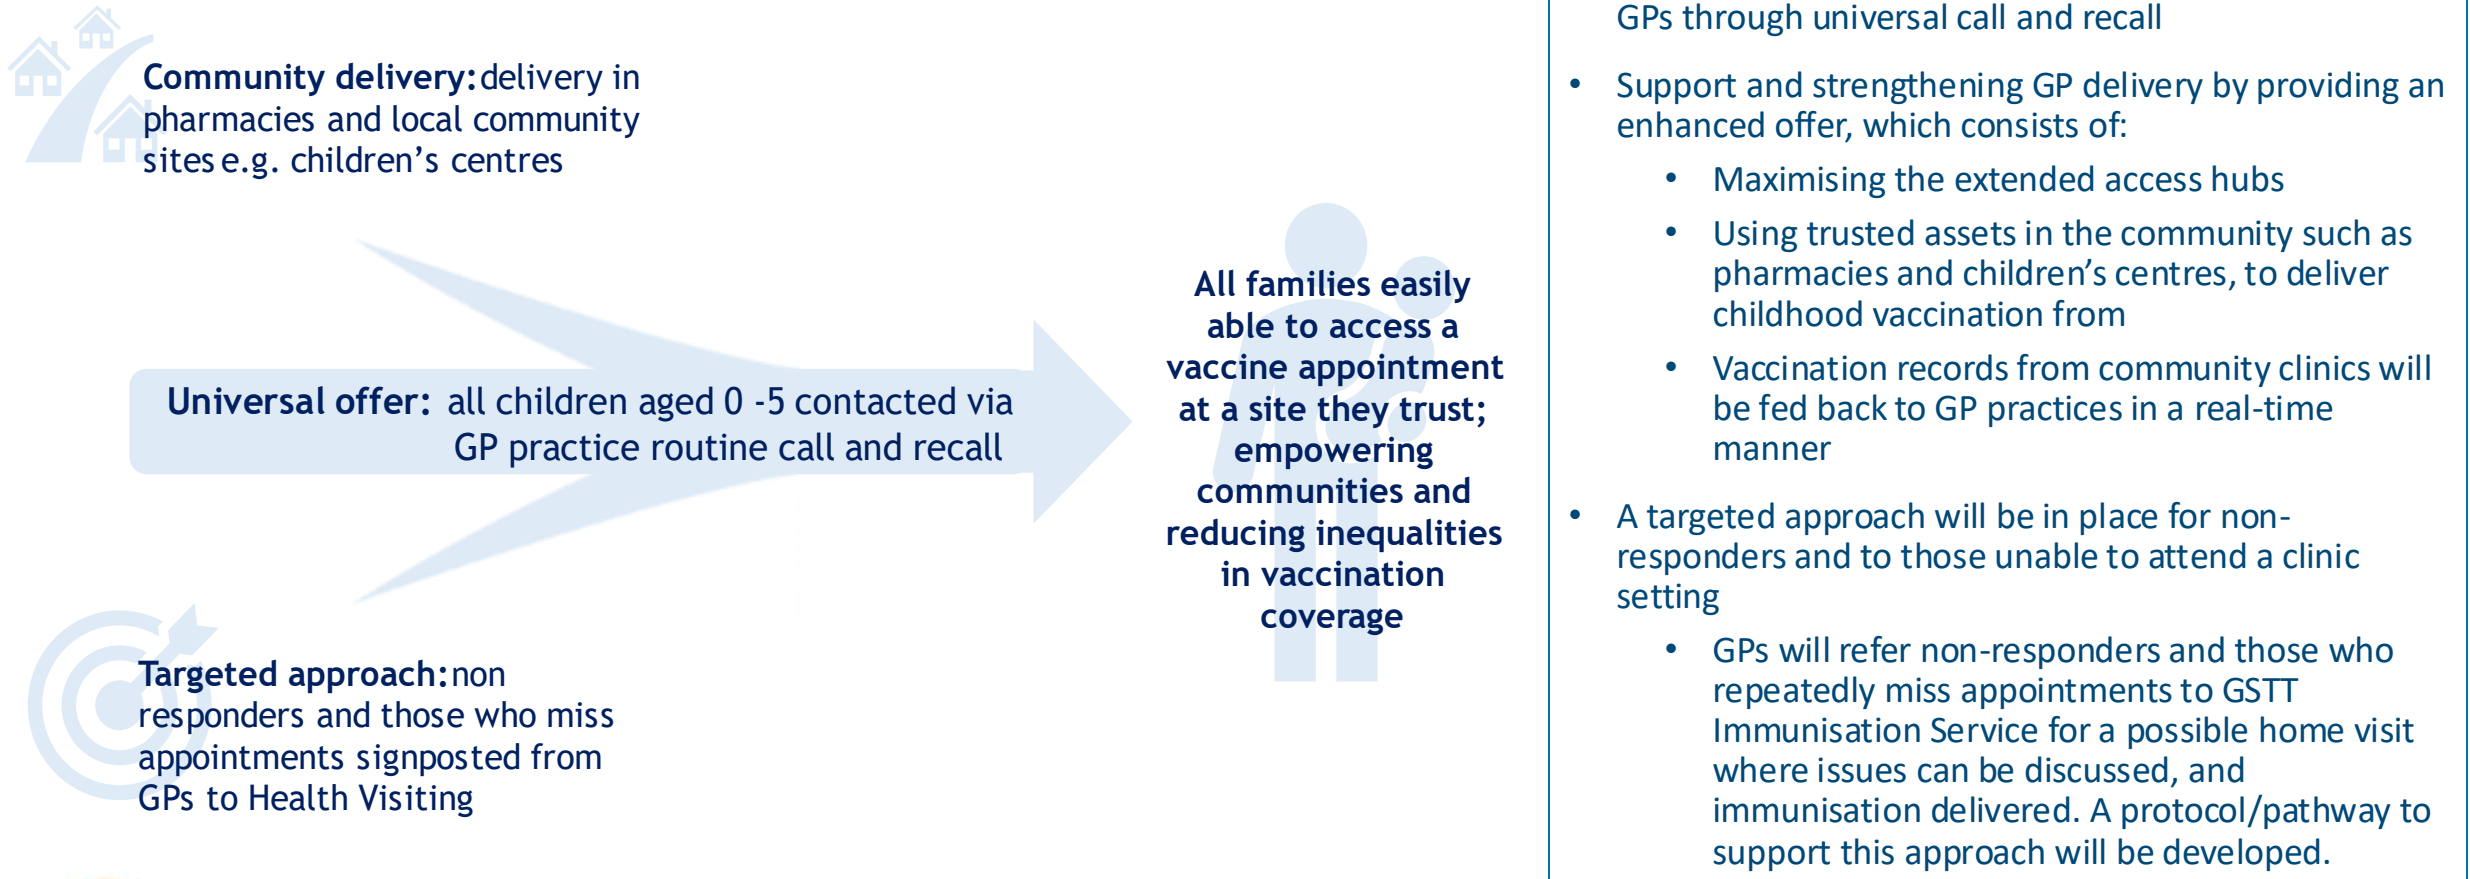 Community delivery: delivery in
pharmacies and local community
sites e.g. children’s centres
Universal offer: all children aged 0 -5 contacted via
GP practice routine call and recall
Targeted approach: non
responders and those who miss
appointments signposted from
GPs to Health Visiting
All families easily
able to access a
vaccine appointment
at a site they trust;
empowering
communities and
reducing inequalities
in vaccination
coverage
GPs through universal call and recall
• Support and strengthening GP delivery by providing an
enhanced offer, which consists of:
• Maximising the extended access hubs
• Using trusted assets in the community such as
pharmacies and children’s centres, to deliver
childhood vaccination from
• Vaccination records from community clinics will
be fed back to GP practices in a real-time
manner
• A targeted approach will be in place for non-
responders and to those unable to attend a clinic
setting
• GPs will refer non-responders and those who
repeatedly miss appointments to GSTT
Immunisation Service for a possible home visit
where issues can be discussed, and
immunisation delivered. A protocol/pathway to
support this approach will be developed.